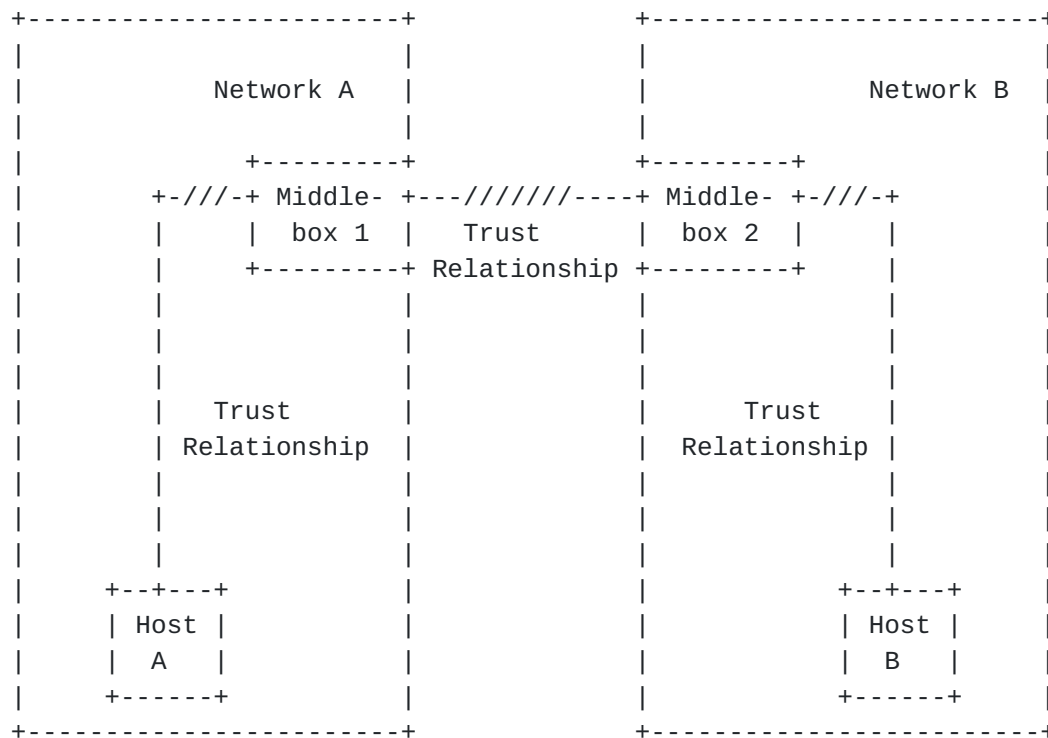 Network A Network B
Middle- Middle-
box 1 Trust box 2
Relationship
Trust Trust
Relationship Relationship
Host Host
A B